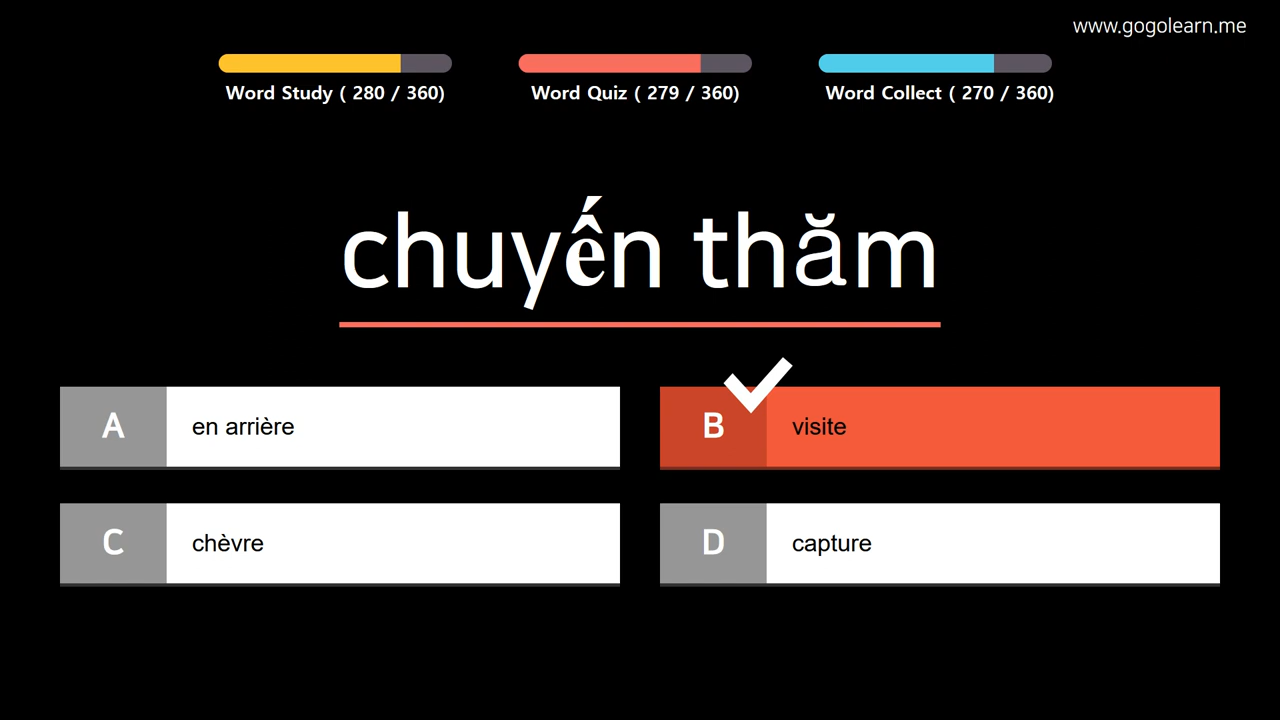 www.gogolearn.me
Word Study ( 280 / 360)
Word Quiz ( 279 / 360)
Word Collect ( 270 / 360)
chuyến thăm
A en arrière
B visite
C chèvre
D capture